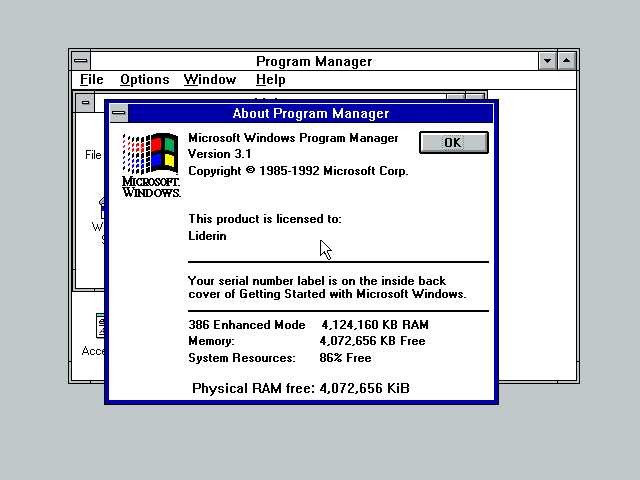 Program Manager
File Options Window Help
About Program Manager
Microsoft Windows Program Manager
Version 3.1
Copyright © 1985-1992 Microsoft Corp.
OK
MICROSOFT.
WINDOWS.
File
This product is licensed to:
Liderin
W
S
Your serial number label is on the inside back
cover of Getting Started with Microsoft Windows.
386 Enhanced Mode 4,124,160 KB RAM
Memory: 4,072,656 KB Free
System Resources: 86% Free
Acce
Physical RAM free: 4,072,656 KiB